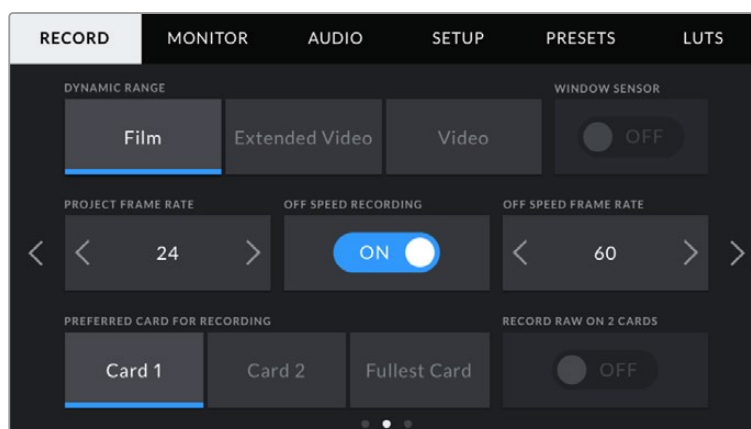 RECORD MONITOR AUDIO SETUP PRESETS LUTS
DYNAMIC RANGE WINDOW SENSOR
Film Extended Video Video OFF
PROJECT FRAME RATE OFF SPEED RECORDING OFF SPEED FRAME RATE
24 ON 60
PREFERRED CARD FOR RECORDING RECORD RAW ON 2 CARDS
Card 1 Card 2 Fullest Card OFF